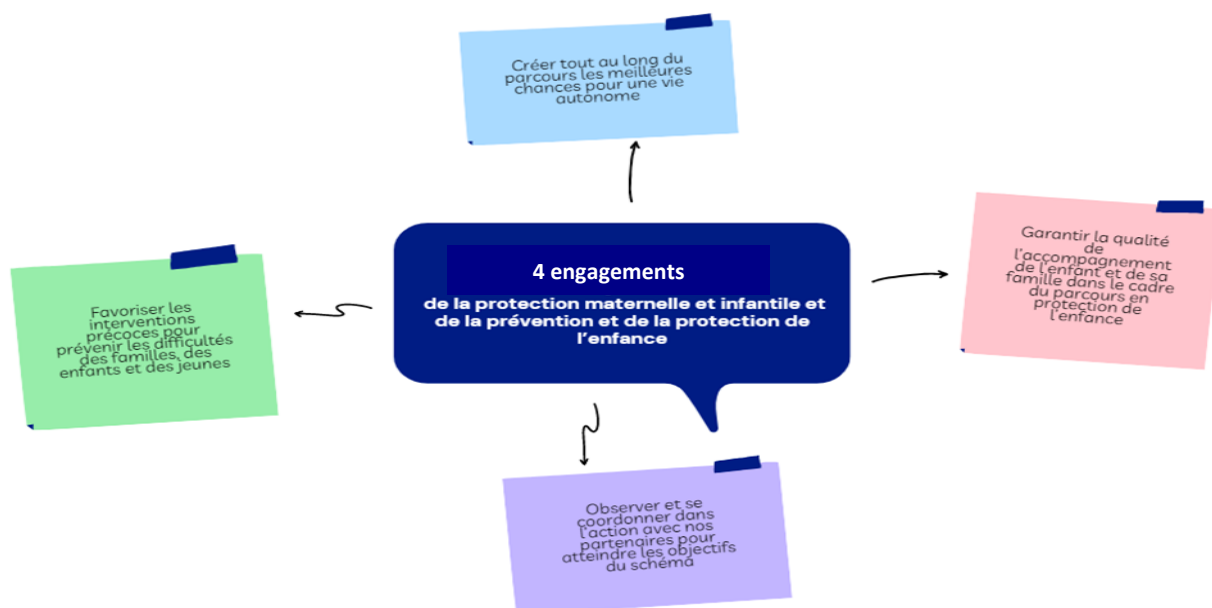 Créer tout au long du
parcours les meilleures
chances pour une vie
autonome
4 engagements
de la protection maternelle et infantile et
de la prévention et de la protection de
l'enfance
Garantir la qualité
de
l'accompagnement
de l'enfant et de sa
famille dans le cadre
du parcours en
protection de
l'enfance
Favoriser les
interventions
précoces pour
prévenir les difficultés
des familles, des
enfants et des jeunes
Observer et se
coordonner dans
l'action avec nos
partenaires pour
atteindre les objectifs
du schéma